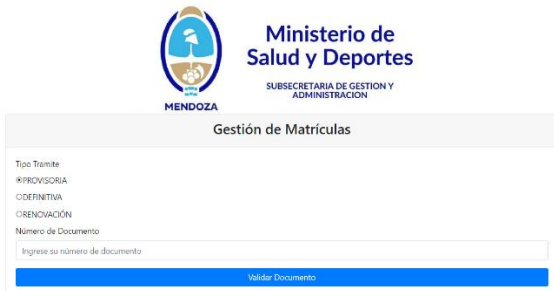 Ministerio de
Salud y Deportes
SUBSECRETARIA DE GESTION Y
ADMINISTRACION
MENDOZA
Gestión de Matrículas
Tipo Tramite
PROVISORIA
DEFINITIVA
RENOVACIÓN
Número de Documento
Ingrese su número de documento
Validar Documento